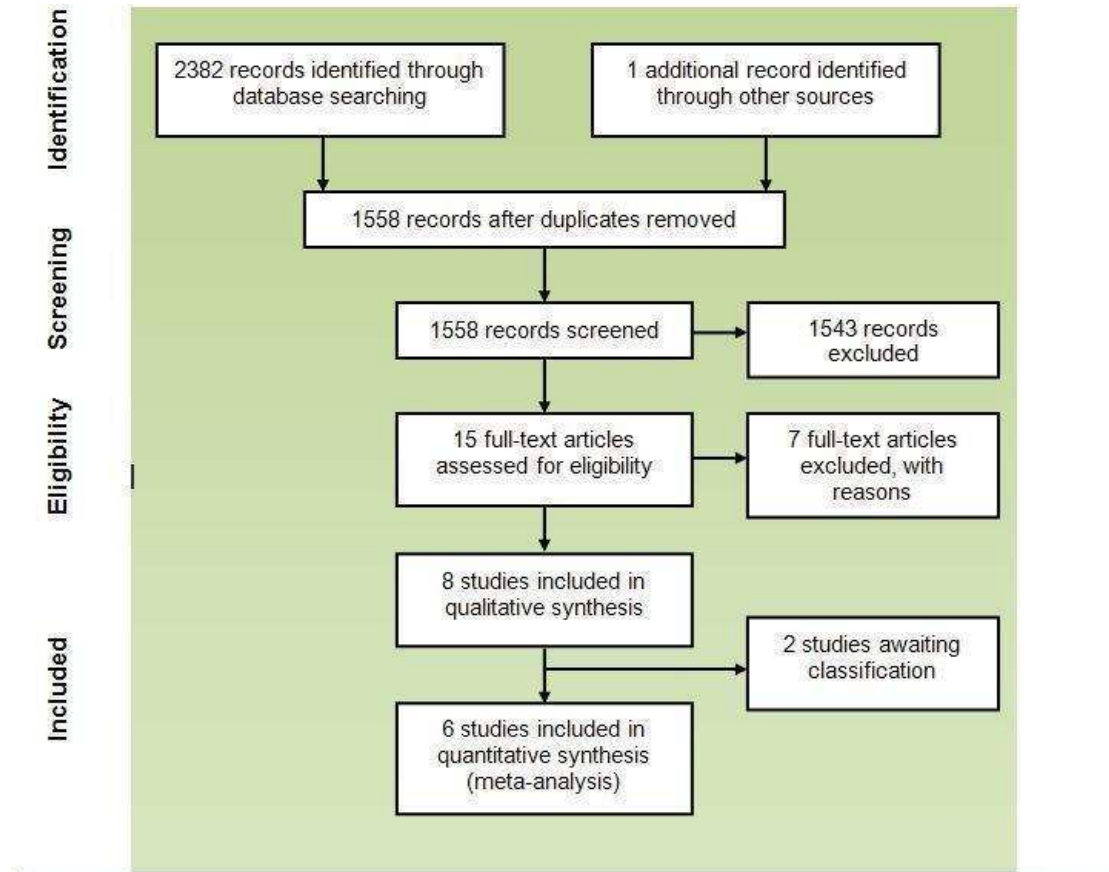 Identification
2382 records identified through
database searching
1 additional record identified
through other sources
1558 records after duplicates removed
Screening
1558 records screened
1543 records
excluded
Eligibility
15 full-text articles
assessed for eligibility
7 full-text articles
excluded, with
reasons
8 studies included in
qualitative synthesis
Included
2 studies awaiting
classification
6 studies included in
quantitative synthesis
(meta-analysis)